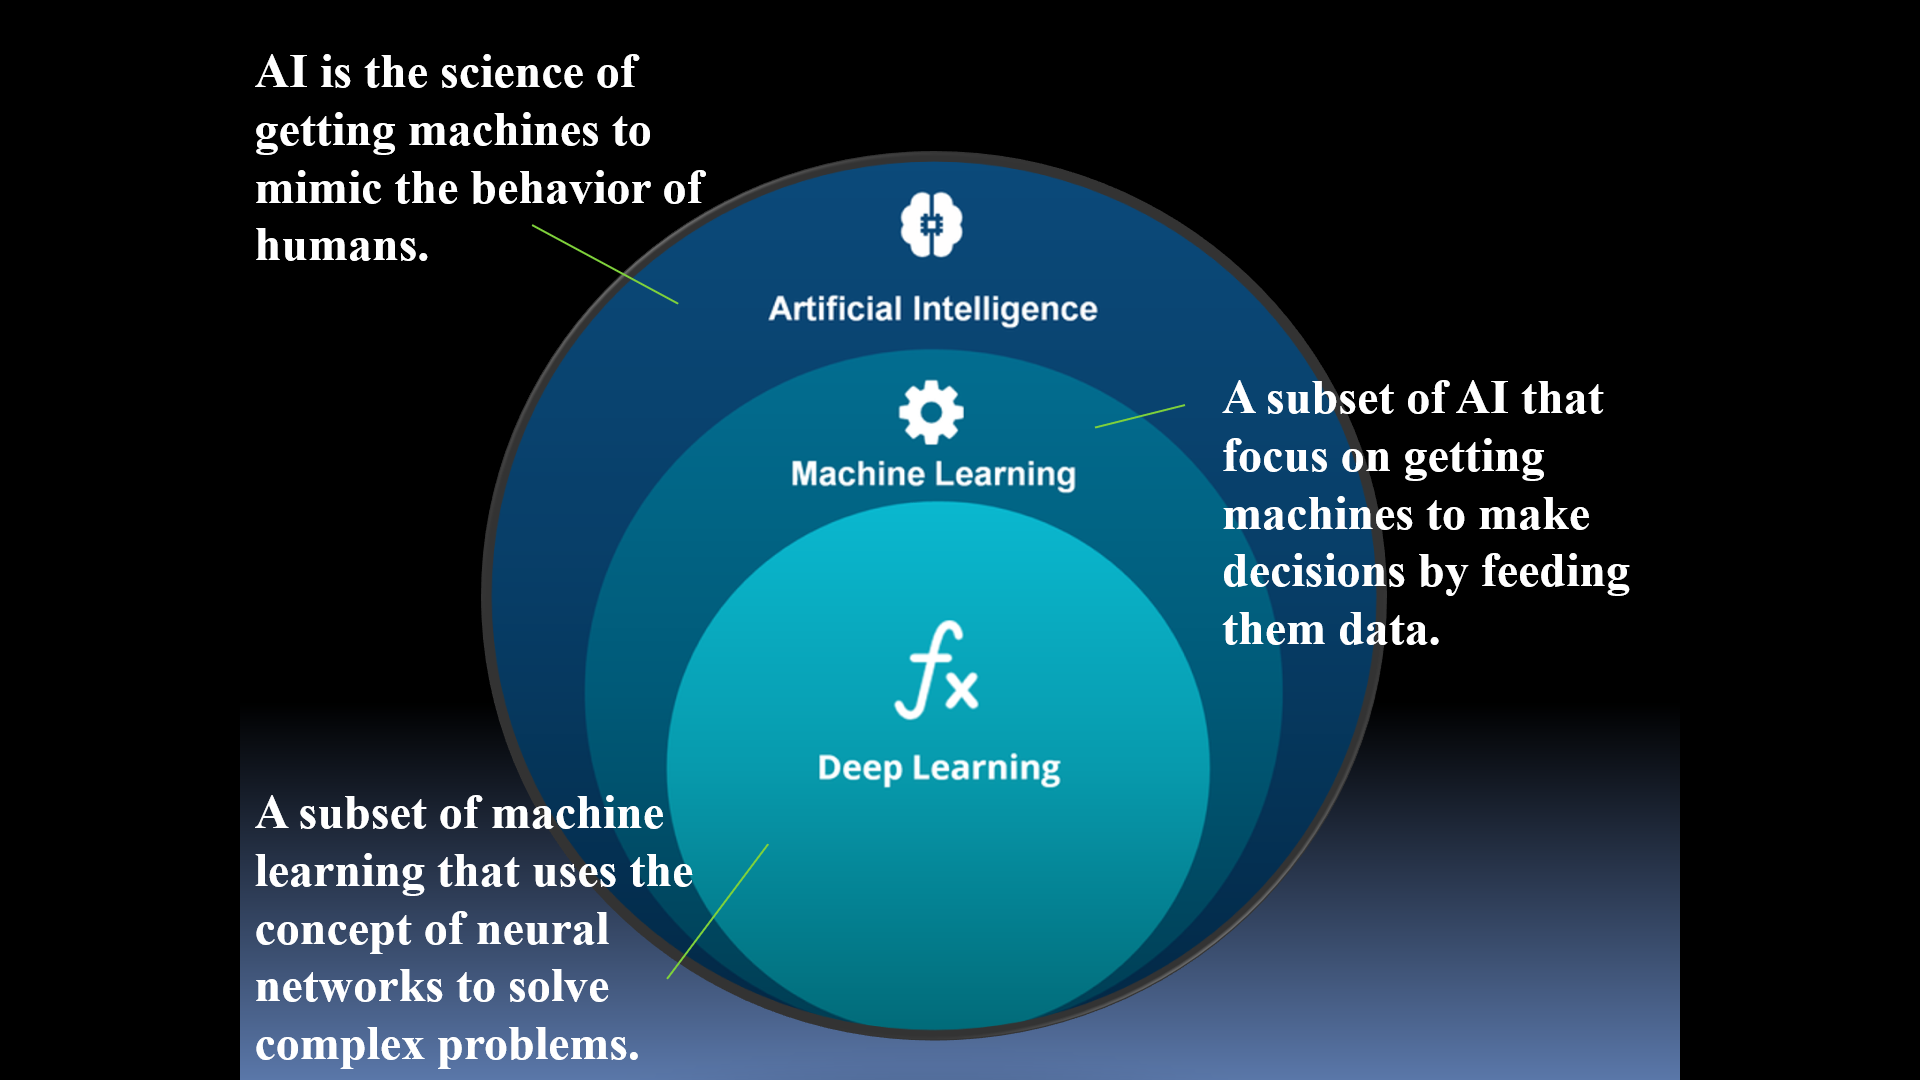 AI is the science of
getting machines to
mimic the behavior of
humans.
Artificial Intelligence
Machine Learning
A subset of AI that
focus on getting
machines to make
decisions by feeding
them data.
fx
Deep Learning
A subset of machine
learning that uses the
concept of neural
networks to solve
complex problems.